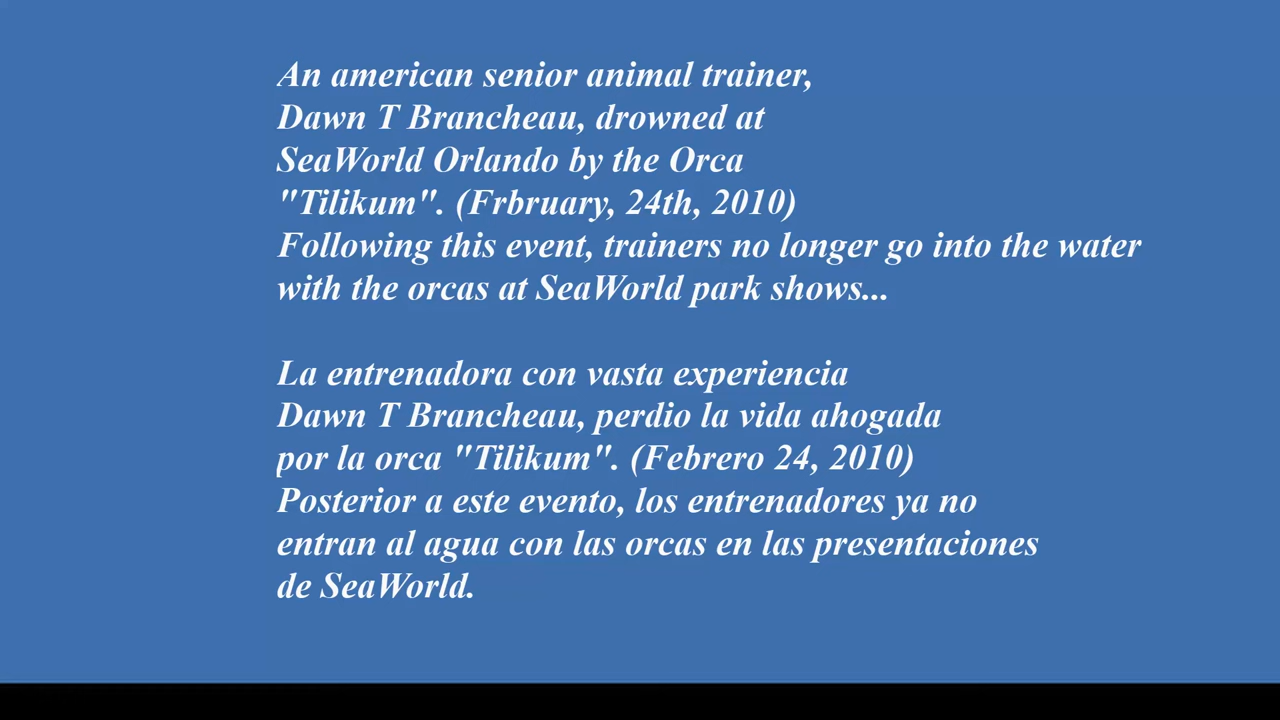 An american senior animal trainer,
Dawn T Brancheau, drowned at
SeaWorld Orlando by the Orca
"Tilikum". (Frbruary, 24th, 2010)
Following this event, trainers no longer go into the water
with the orcas at SeaWorld park shows...
La entrenadora con vasta experiencia
Dawn T Brancheau, perdio la vida ahogada
por la orca "Tilikum". (Febrero 24, 2010)
Posterior a este evento, los entrenadores ya no
entran al agua con las orcas en las presentaciones
de SeaWorld.